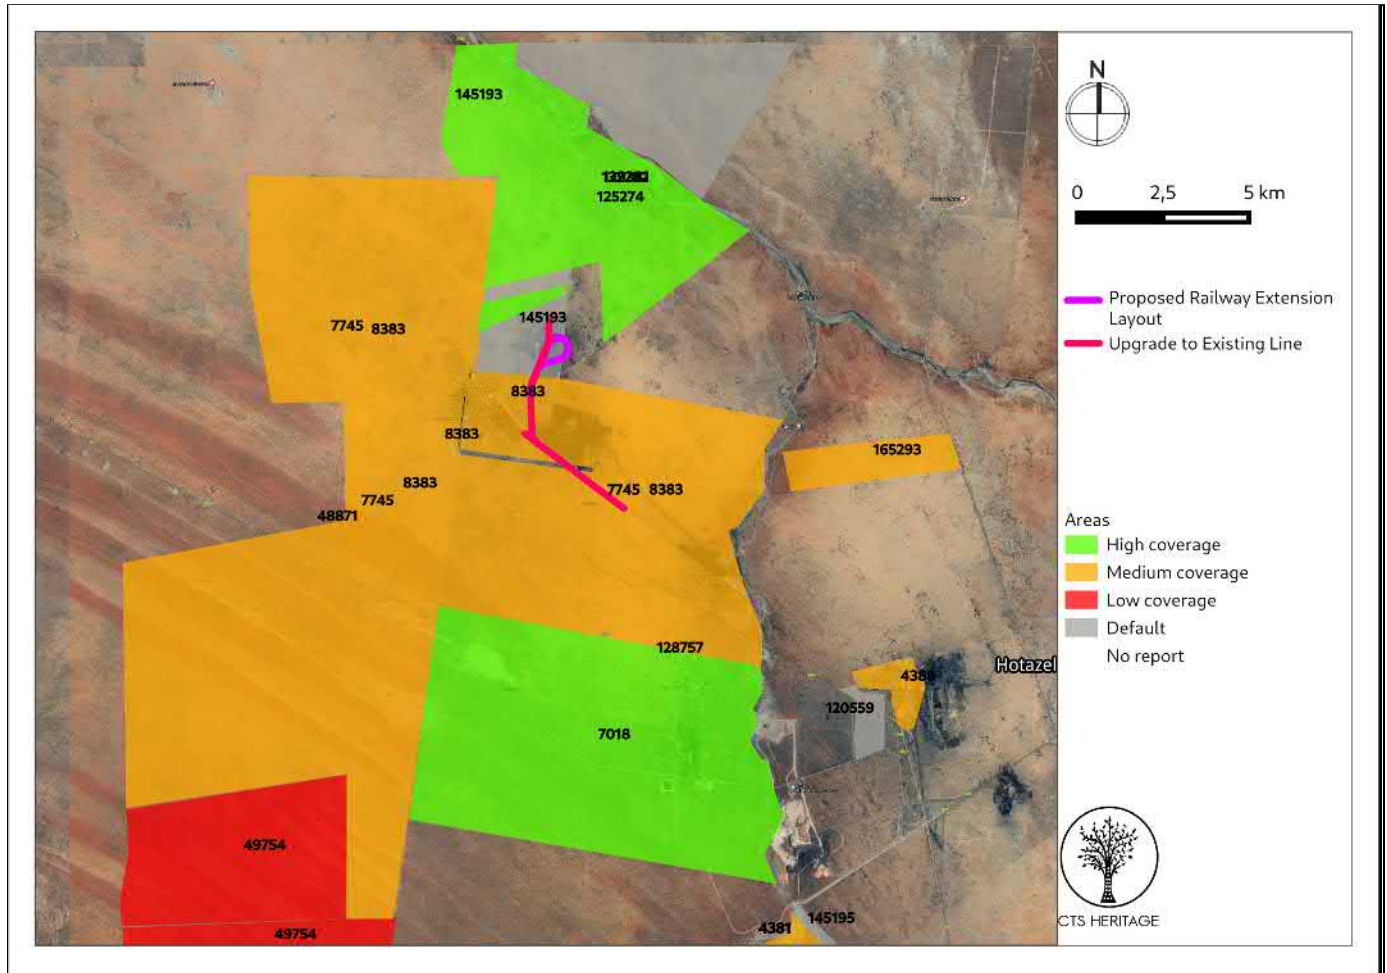 N
0 2,5 5 km
Proposed Railway Extension
Layout
Upgrade to Existing Line
Areas
High coverage
Medium coverage
Low coverage
Default
No report
CTS HERITAGE
145193
125274
7745 8383
145193
8383
8383
165293
8383
7745
7745 8383
48871
128757
Hotazel
4388
120559
7018
49754
145195
4381
49754